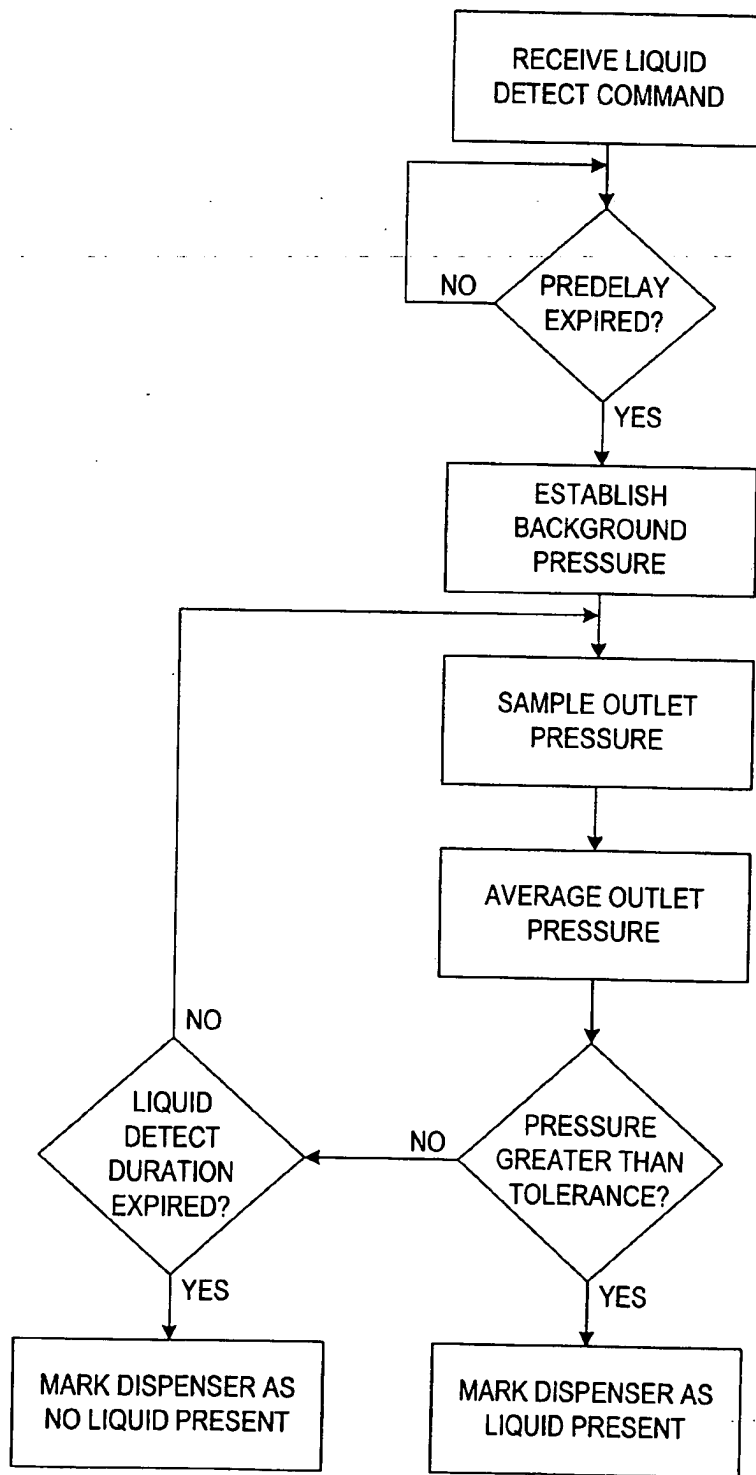 RECEIVE LIQUID
DETECT COMMAND
NO
PREDELAY
EXPIRED?
YES
ESTABLISH
BACKGROUND
PRESSURE
SAMPLE OUTLET
PRESSURE
AVERAGE OUTLET
PRESSURE
NO
LIQUID
DETECT
DURATION
EXPIRED?
NO
PRESSURE
GREATER THAN
TOLERANCE?
YES
YES
MARK DISPENSER AS
NO LIQUID PRESENT
MARK DISPENSER AS
LIQUID PRESENT